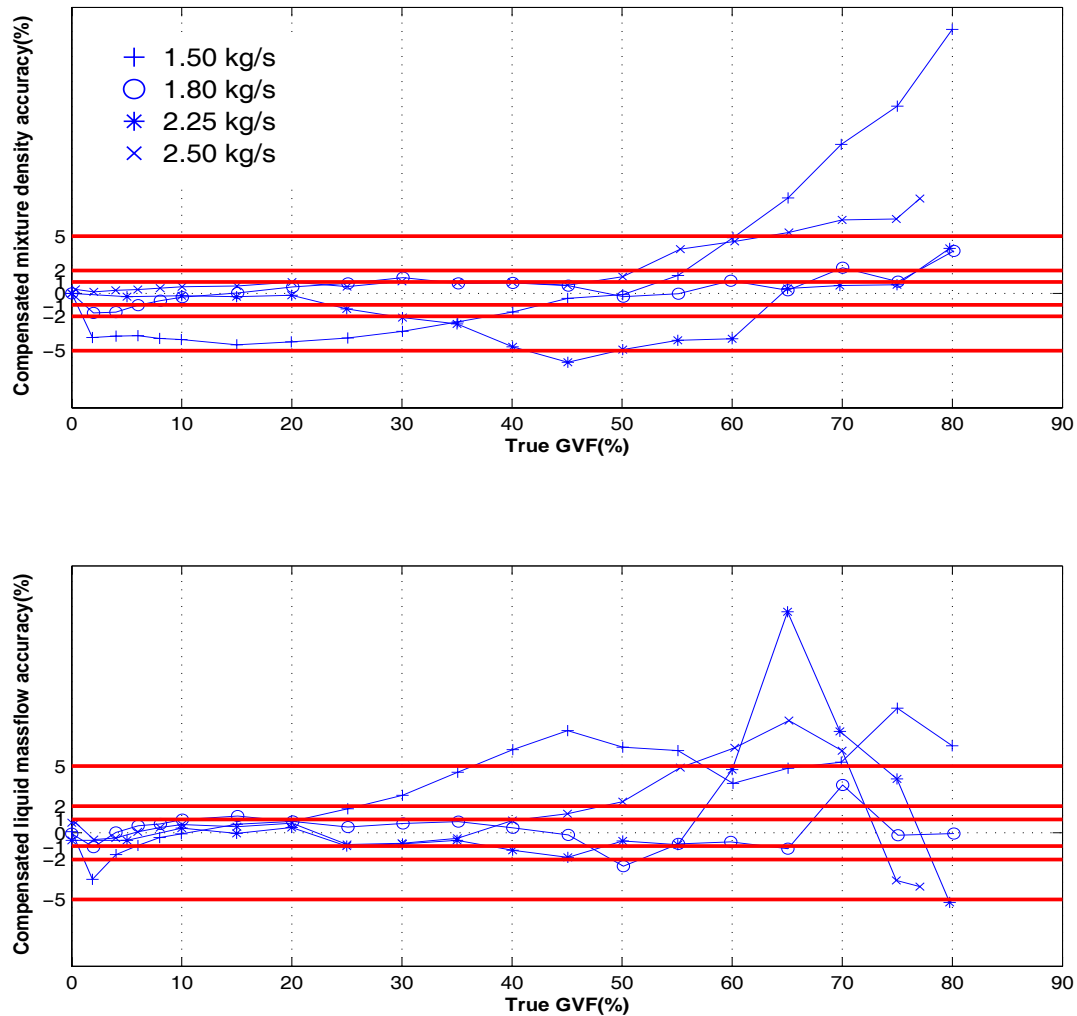 Compensated mixture density accuracy(%)
1.50 kg/s
1.80 kg/s
2.25 kg/s
2.50 kg/s
5
2
1
0
−1
−2
−5
0 10 20 30 40 50 60 70 80 90
True GVF(%)
Compensated liquid massflow accuracy(%)
5
2
1
0
−1
−2
−5
0 10 20 30 40 50 60 70 80 90
True GVF(%)